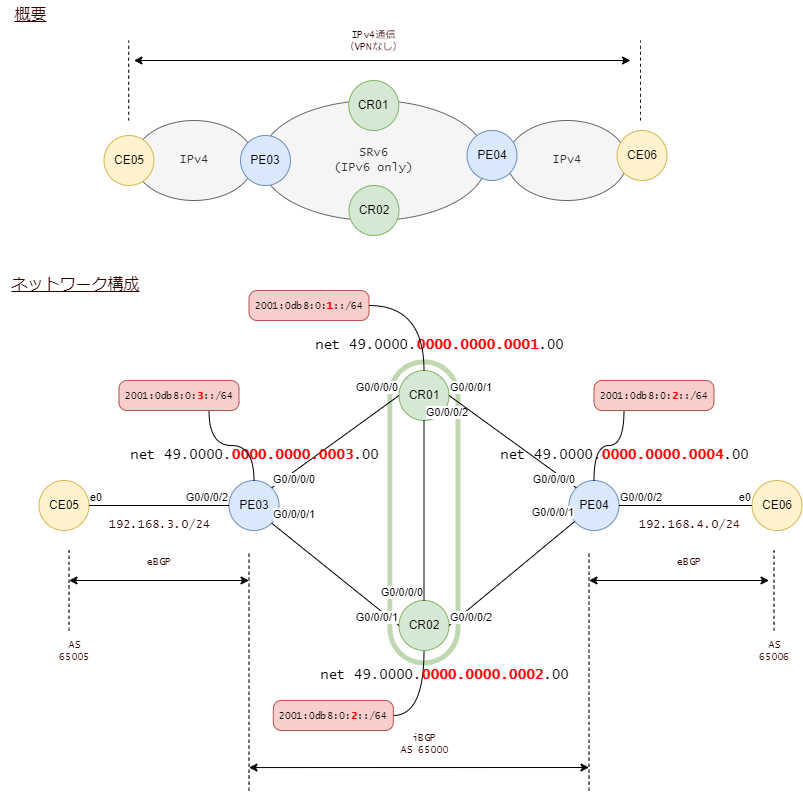 概要
IPv4通信
(VPNなし)
CR01
CE05
IPv4
PE03
SRv6
(IPv6 only)
PE04
IPv4
CE06
CR02
ネットワーク構成
2001:0db8:0:1::/64
net 49.0000.0000.0000.0001.00
G0/0/0/0
CR01
G0/0/0/1
G0/0/0/2
2001:0db8:0:3::/64
2001:0db8:0:2::/64
net 49.0000.0000.0000.0003.00
net 49.0000.0000.0000.0004.00
G0/0/0/0
G0/0/0/0
CE05
e0
G0/0/0/2
PE03
G0/0/0/1
G0/0/0/1
PE04
G0/0/0/2
e0
CE06
192.168.3.0/24
192.168.4.0/24
eBGP
eBGP
G0/0/0/0
G0/0/0/1
CR02
G0/0/0/2
AS
65005
AS
65006
net 49.0000.0000.0000.0002.00
2001:0db8:0:2::/64
iBGP
AS 65000